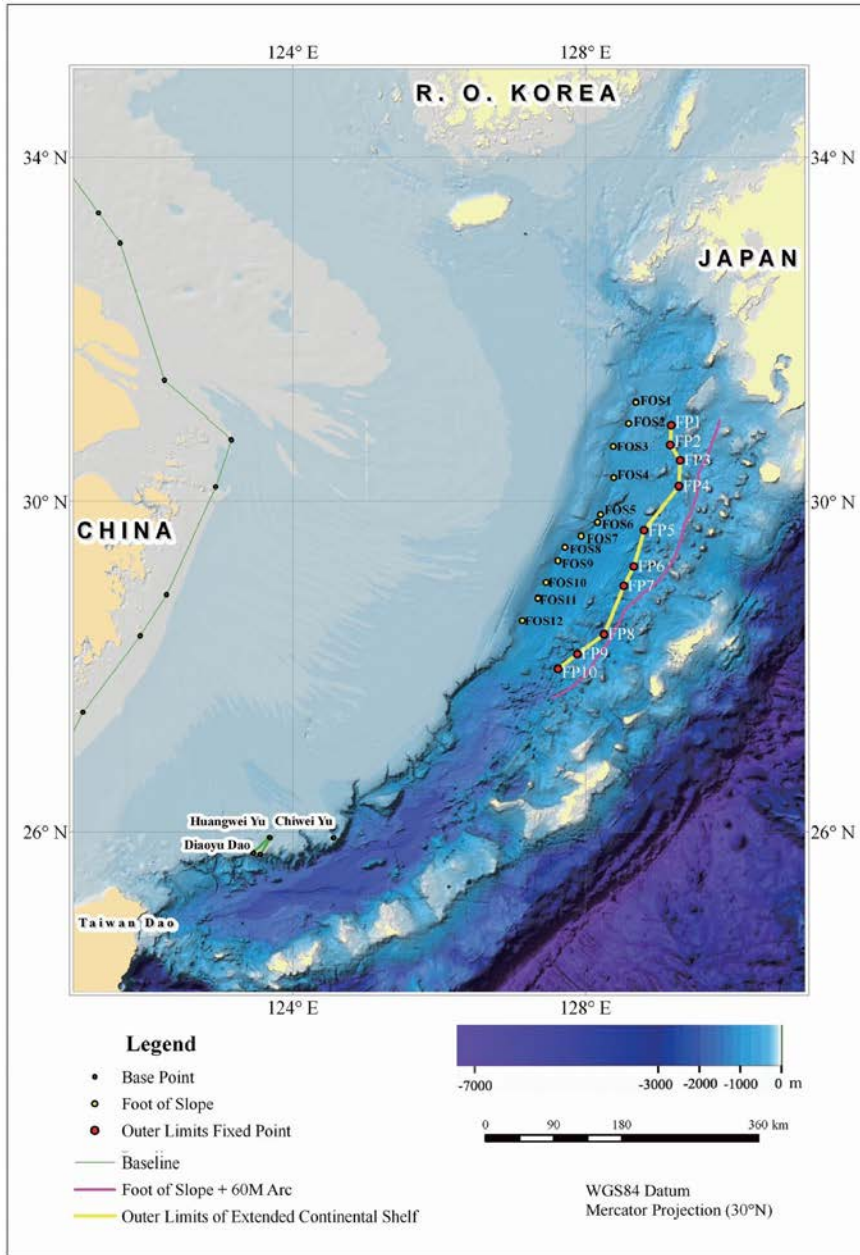 124° E 128° E
R. O. KOREA
34° N 34° N
JAPAN
FOS1
FOS2 FP1
FP2
FOS3 FP3
FOS4 FP4
30° N 30° N
FOS5
FOS6 FP5
CHINA
FOS7
FOS8
FOS9 FP6
FOS10 FP7
FOS11
FOS12
FP8
FP9
FP10
Huangwei Yu Chiwei Yu
26° N 26° N
Diaoyu Dao
Taiwan Dao
124° E 128° E
Legend
Base Point
Foot of Slope
Outer Limits Fixed Point
Baseline
Foot of Slope + 60M Arc
Outer Limits of Extended Continental Shelf
-7000 -3000 -2000 -1000 0 m
0 90 180 360 km
WGS84 Datum
Mercator Projection (30°N)